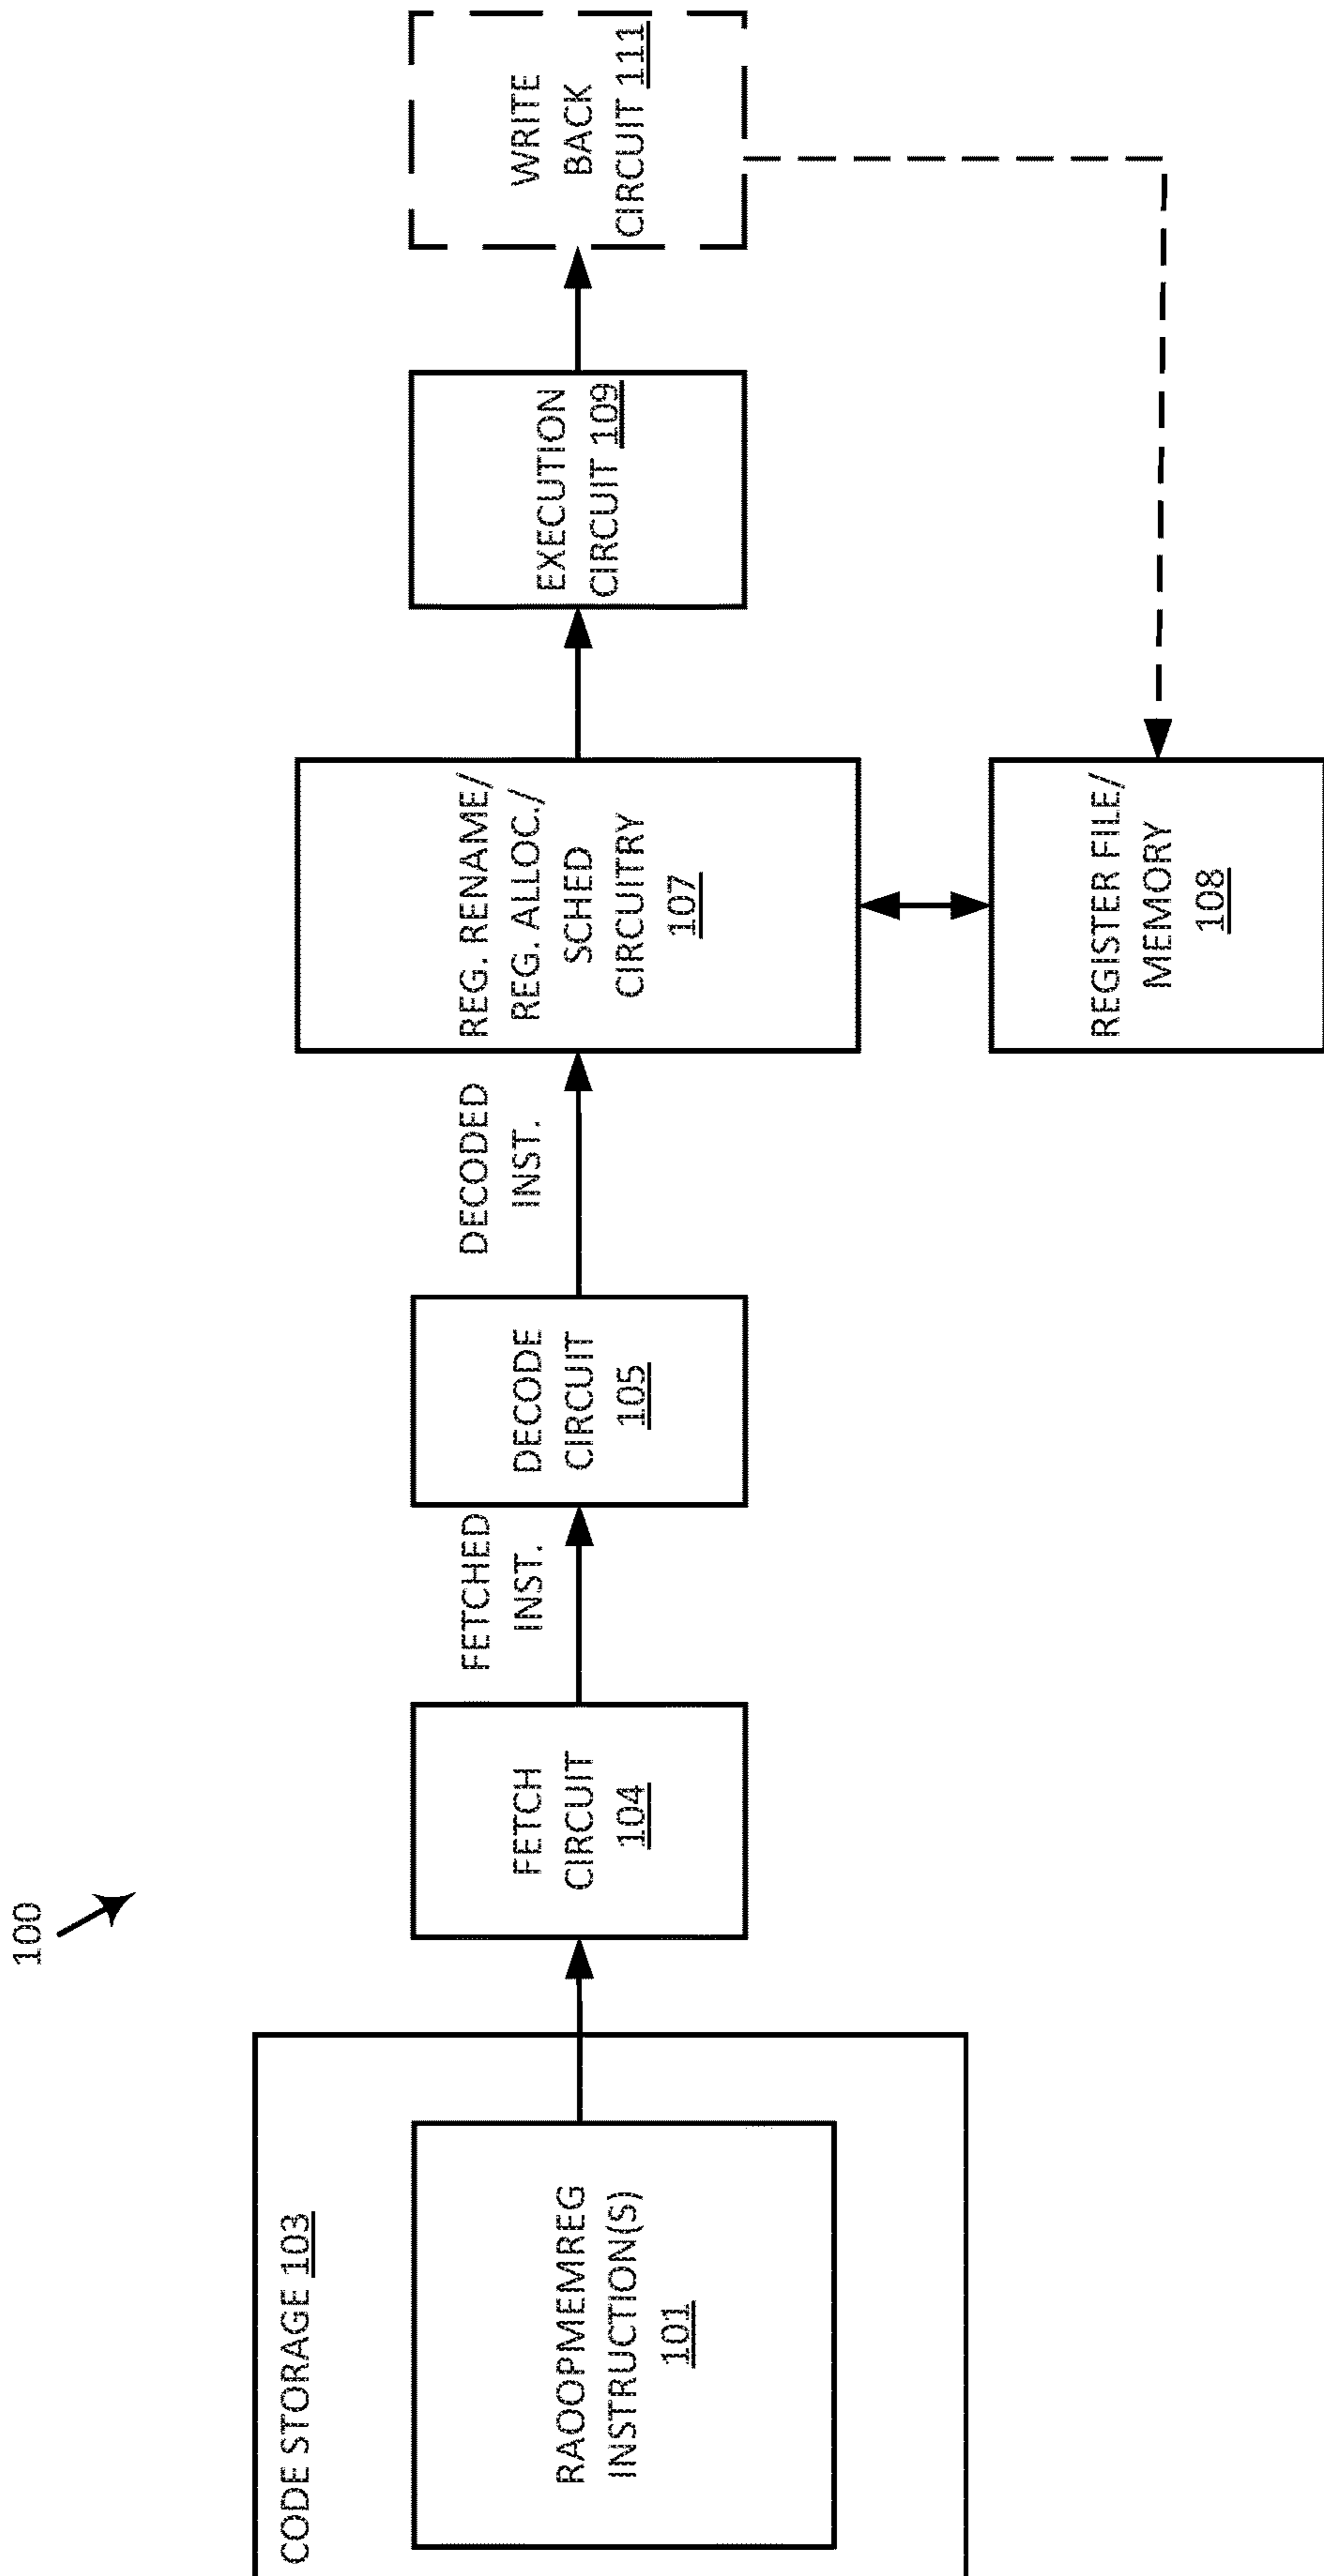 100
CODE STORAGE 103
RAOOPMEMREG
INSTRUCTION(S)
101
FETCH
CIRCUIT
104
FETCHED
INST.
DECODE
CIRCUIT
105
DECODED
INST.
REG. RENAME/
REG. ALLOC./
SCHED
CIRCUITRY
107
REGISTER FILE/
MEMORY
108
EXECUTION
CIRCUIT 109
WRITE
BACK
CIRCUIT 111